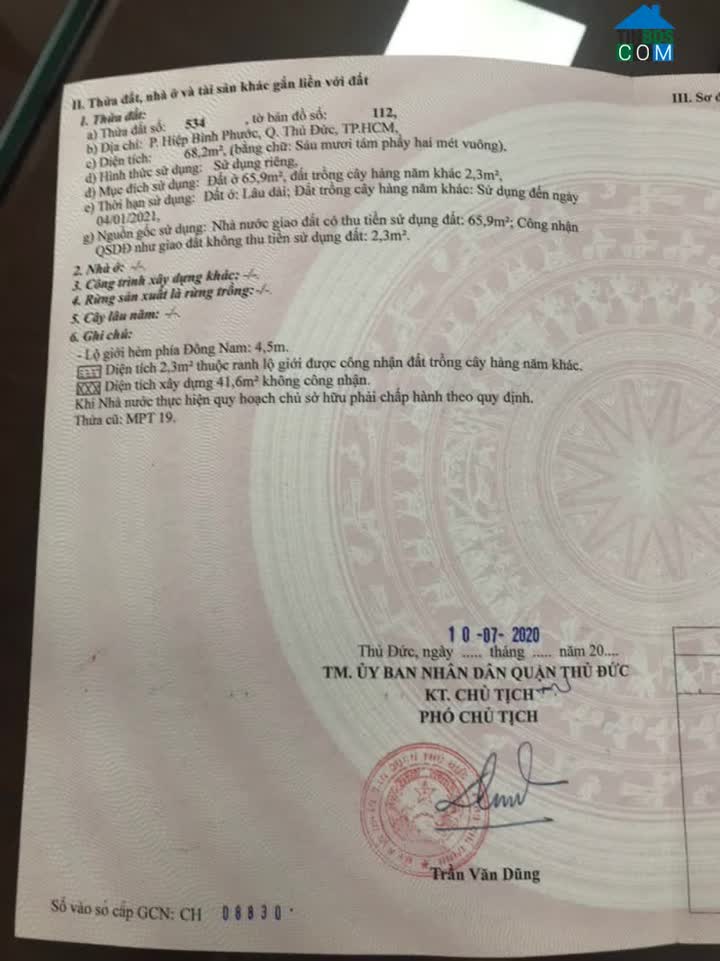 TINBDS
COM
II. Thửa đất, nhà ở và tài sản khác gắn liền với đất
III. Sơ đ
1. Thửa đất:
a) Thửa đất số: 534 , tờ bản đồ số: 112,
b) Địa chỉ: P. Hiệp Bình Phước, Q. Thủ Đức, TP.HCM,
c) Diện tích: 68,2m², (bằng chữ: Sáu mươi tám phẩy hai mét vuông),
d) Hình thức sử dụng: Sử dụng riêng,
đ) Mục đích sử dụng: Đất ở 65,9m², đất trồng cây hàng năm khác 2,3m²,
e) Thời hạn sử dụng: Đất ở: Lâu dài; Đất trồng cây hàng năm khác: Sử dụng đến ngày
04/01/2021,
g) Nguồn gốc sử dụng: Nhà nước giao đất có thu tiền sử dụng đất: 65,9m²; Công nhận
QSDĐ như giao đất không thu tiền sử dụng đất: 2,3m².
2. Nhà ở: -/-.
3. Công trình xây dựng khác: -/-.
4. Rừng sản xuất là rừng trồng:-/-.
5. Cây lâu năm: -/-.
6. Ghi chú:
- Lộ giới hẻm phía Đông Nam: 4,5m.
Diện tích 2,3m² thuộc ranh lộ giới được công nhận đất trồng cây hàng năm khác.
XXX Diện tích xây dựng 41,6m² không công nhận.
Khi Nhà nước thực hiện quy hoạch chủ sở hữu phải chấp hành theo quy định.
Thửa cũ: MPT 19.
10 -07- 2020
Thủ Đức, ngày ..... tháng ..... năm 20....
TM. ỦY BAN NHÂN DÂN QUẬN THỦ ĐỨC
KT. CHỦ TỊCH
PHÓ CHỦ TỊCH
Trần Văn Dũng
Số vào sổ cấp GCN: CH 08830